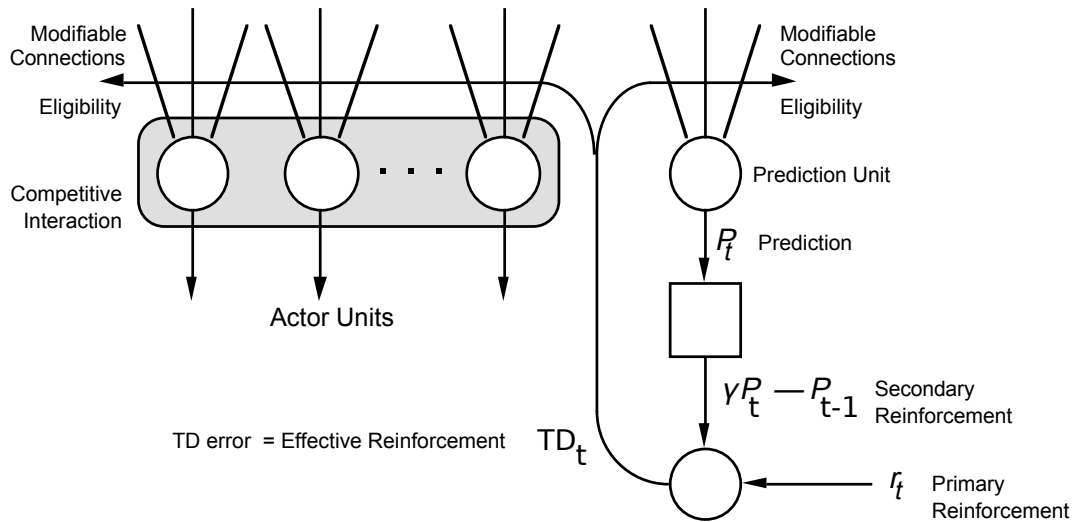 Modifiable
Connections
Eligibility
Modifiable
Connections
Eligibility
Competitive
Interaction
Prediction Unit
P_t Prediction
Actor Units
γP_t — P_t-1 Secondary
Reinforcement
TD error = Effective Reinforcement TD_t
r_t Primary
Reinforcement